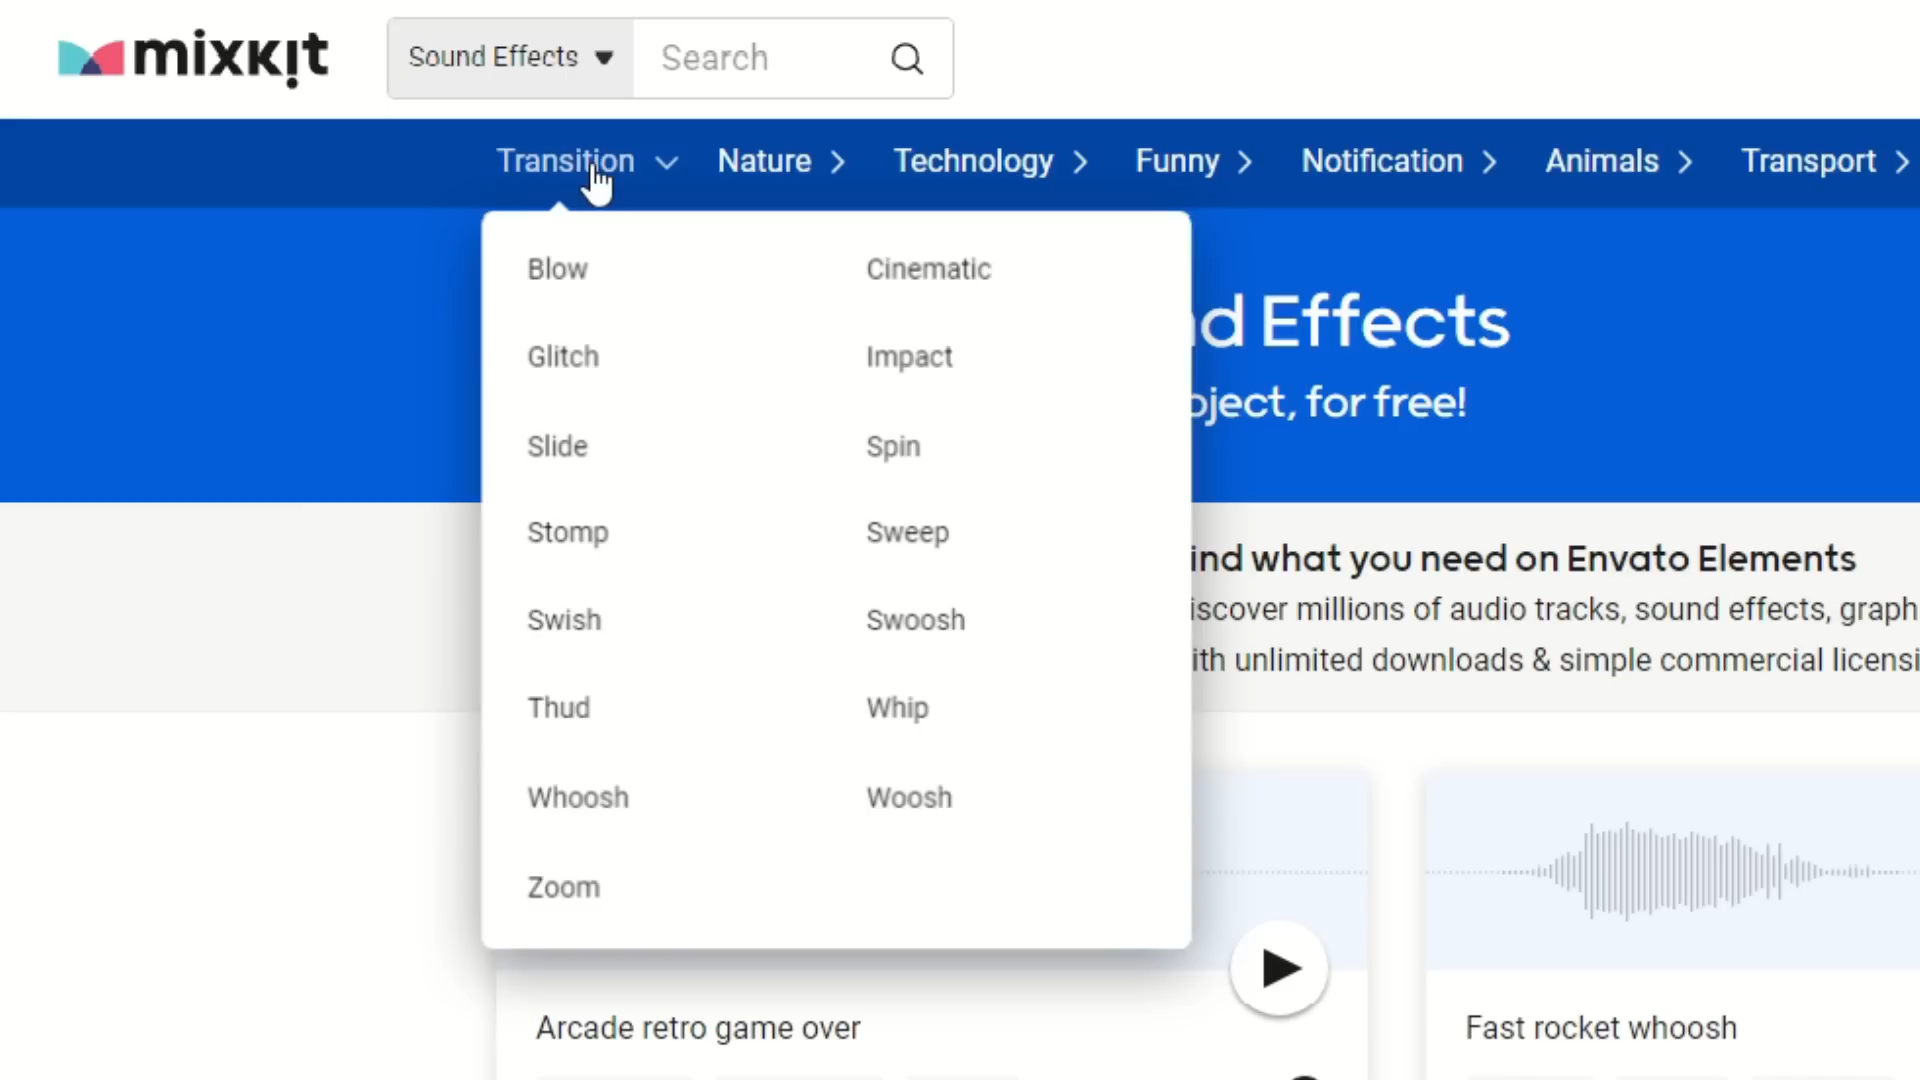 mixkit
Sound Effects
Search
Transition
Nature
Technology
Funny
Notification
Animals
Transport
Blow
Cinematic
Glitch
Impact
Slide
Spin
Stomp
Sweep
Swish
Swoosh
Thud
Whip
Whoosh
Woosh
Zoom
d Effects
oject, for free!
ind what you need on Envato Elements
iscover millions of audio tracks, sound effects, graph
ith unlimited downloads & simple commercial licensi
Arcade retro game over
Fast rocket whoosh